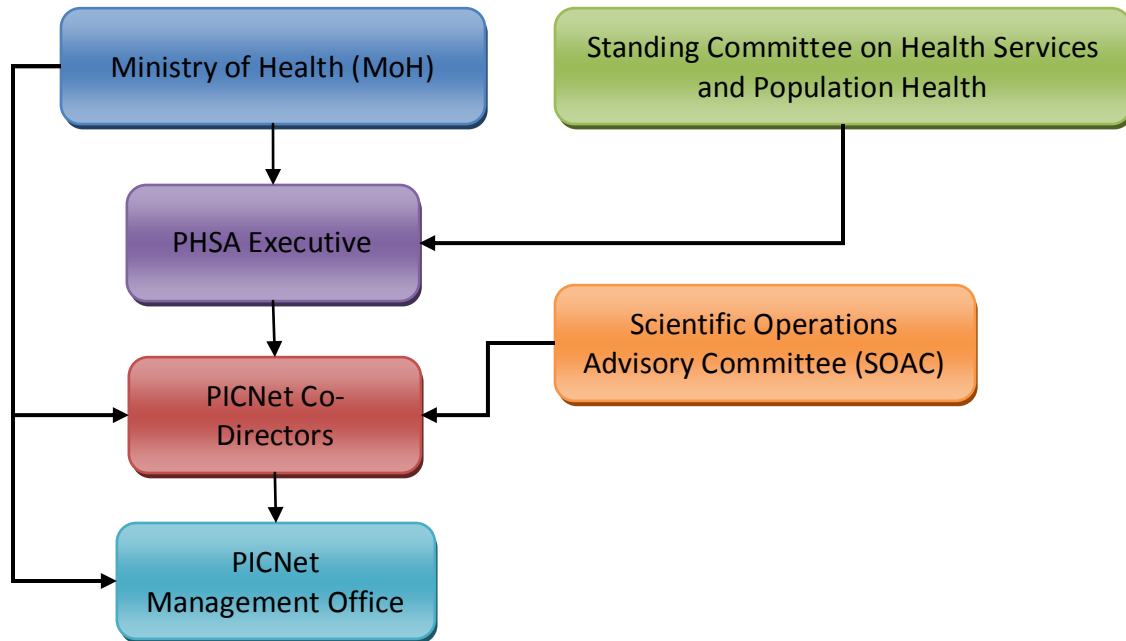 Ministry of Health (MoH)
Standing Committee on Health Services
and Population Health
PHSA Executive
Scientific Operations
Advisory Committee (SOAC)
PICNet Co-
Directors
PICNet
Management Office